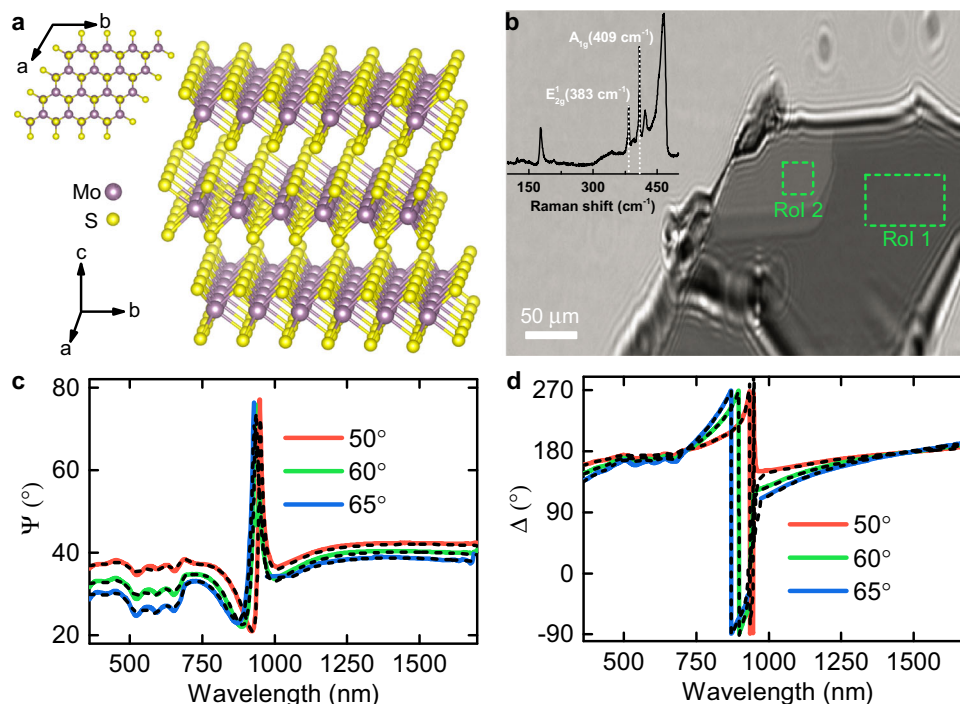 a
b
a
Mo
S
c
b
a
b
A1g(409 cm⁻¹)
E¹2g(383 cm⁻¹)
150 300 450
Raman shift (cm⁻¹)
RoI 2
RoI 1
50 μm
c
80
60
40
20
Ψ (°)
50°
60°
65°
500 750 1000 1250 1500
Wavelength (nm)
d
270
180
90
0
-90
Δ (°)
50°
60°
65°
500 750 1000 1250 1500
Wavelength (nm)